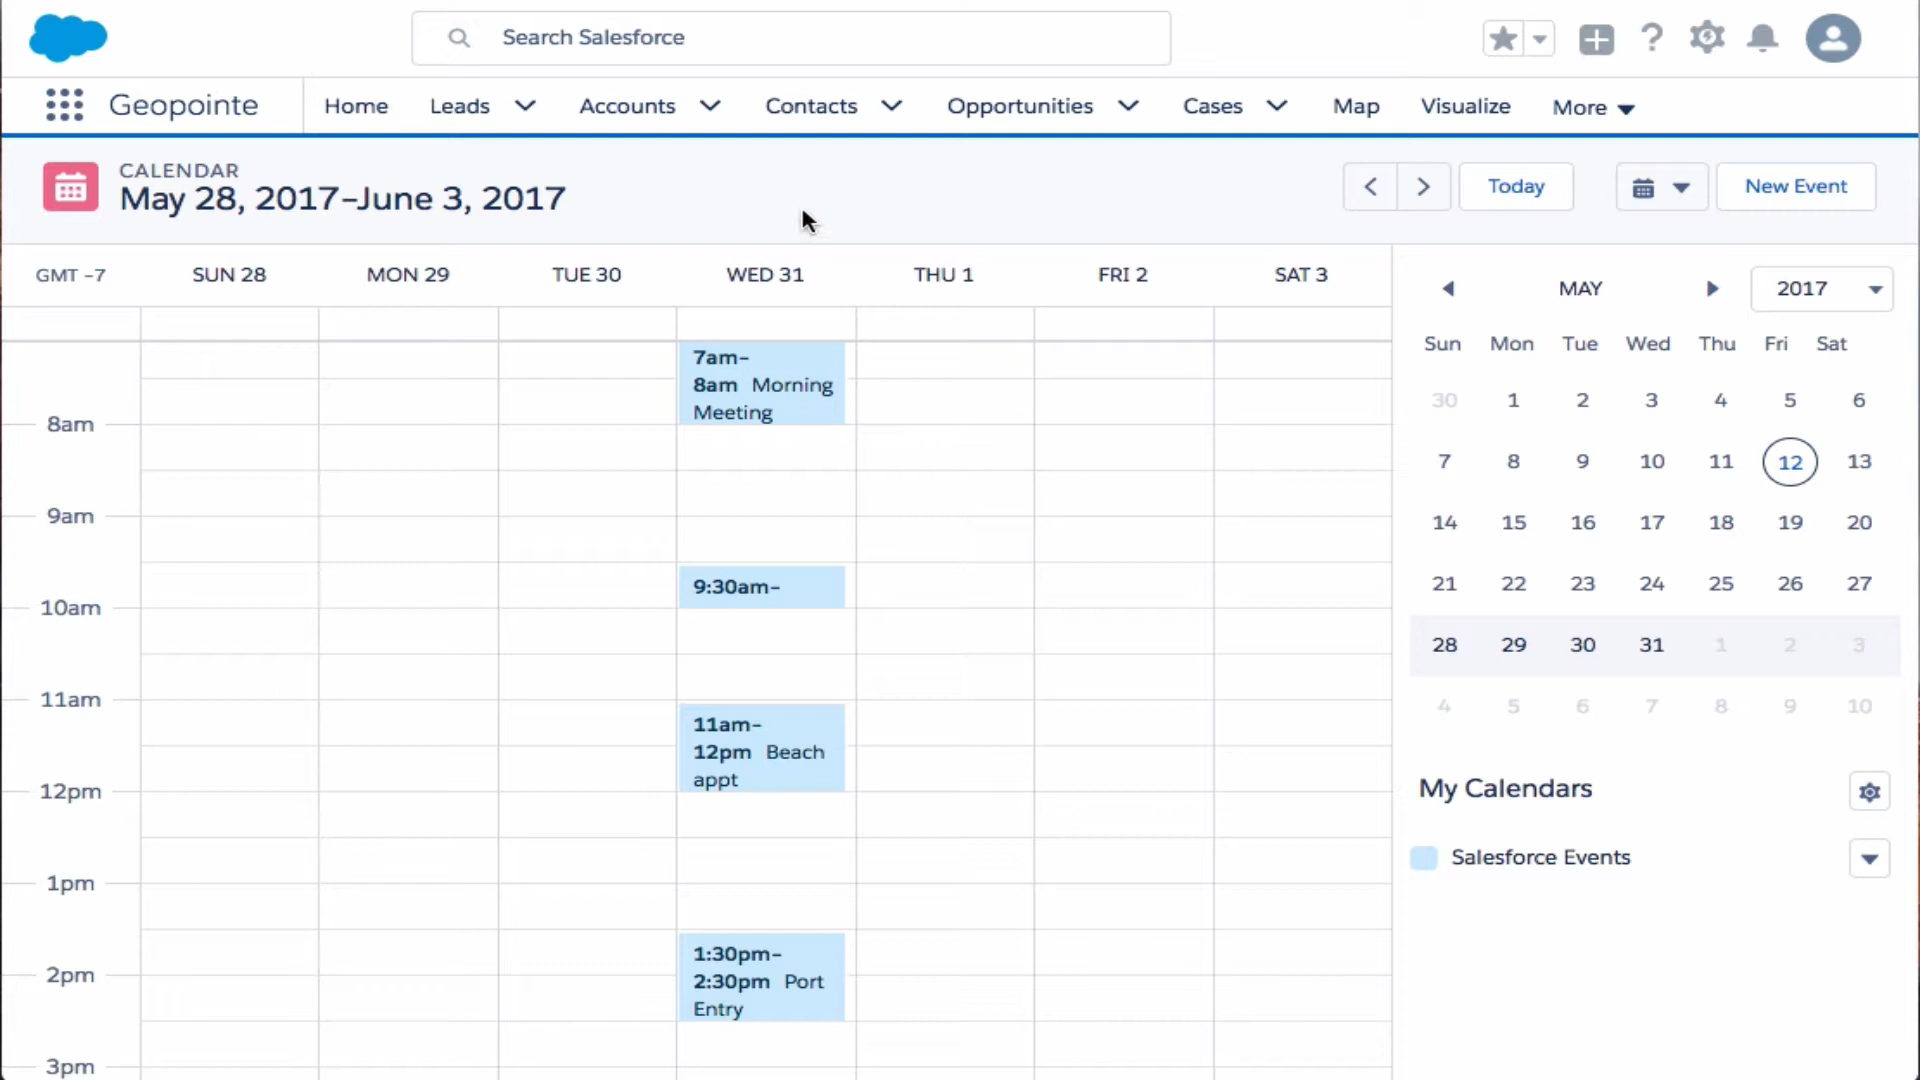 Search Salesforce
Geopointe
Home Leads Accounts Contacts Opportunities Cases Map Visualize More
CALENDAR
May 28, 2017–June 3, 2017
Today
New Event
GMT −7 SUN 28 MON 29 TUE 30 WED 31 THU 1 FRI 2 SAT 3
7am–
8am Morning
Meeting
8am
9am
9:30am–
10am
11am
11am–
12pm Beach
appt
12pm
1pm
1:30pm–
2:30pm Port
Entry
2pm
3pm
MAY 2017
Sun Mon Tue Wed Thu Fri Sat
30 1 2 3 4 5 6
7 8 9 10 11 12 13
14 15 16 17 18 19 20
21 22 23 24 25 26 27
28 29 30 31 1 2 3
4 5 6 7 8 9 10
My Calendars
Salesforce Events